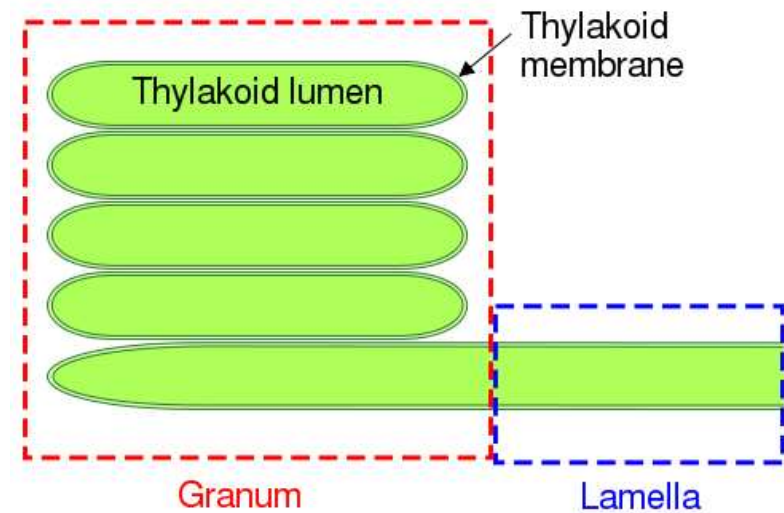 Thylakoid
membrane
Thylakoid lumen
Granum
Lamella